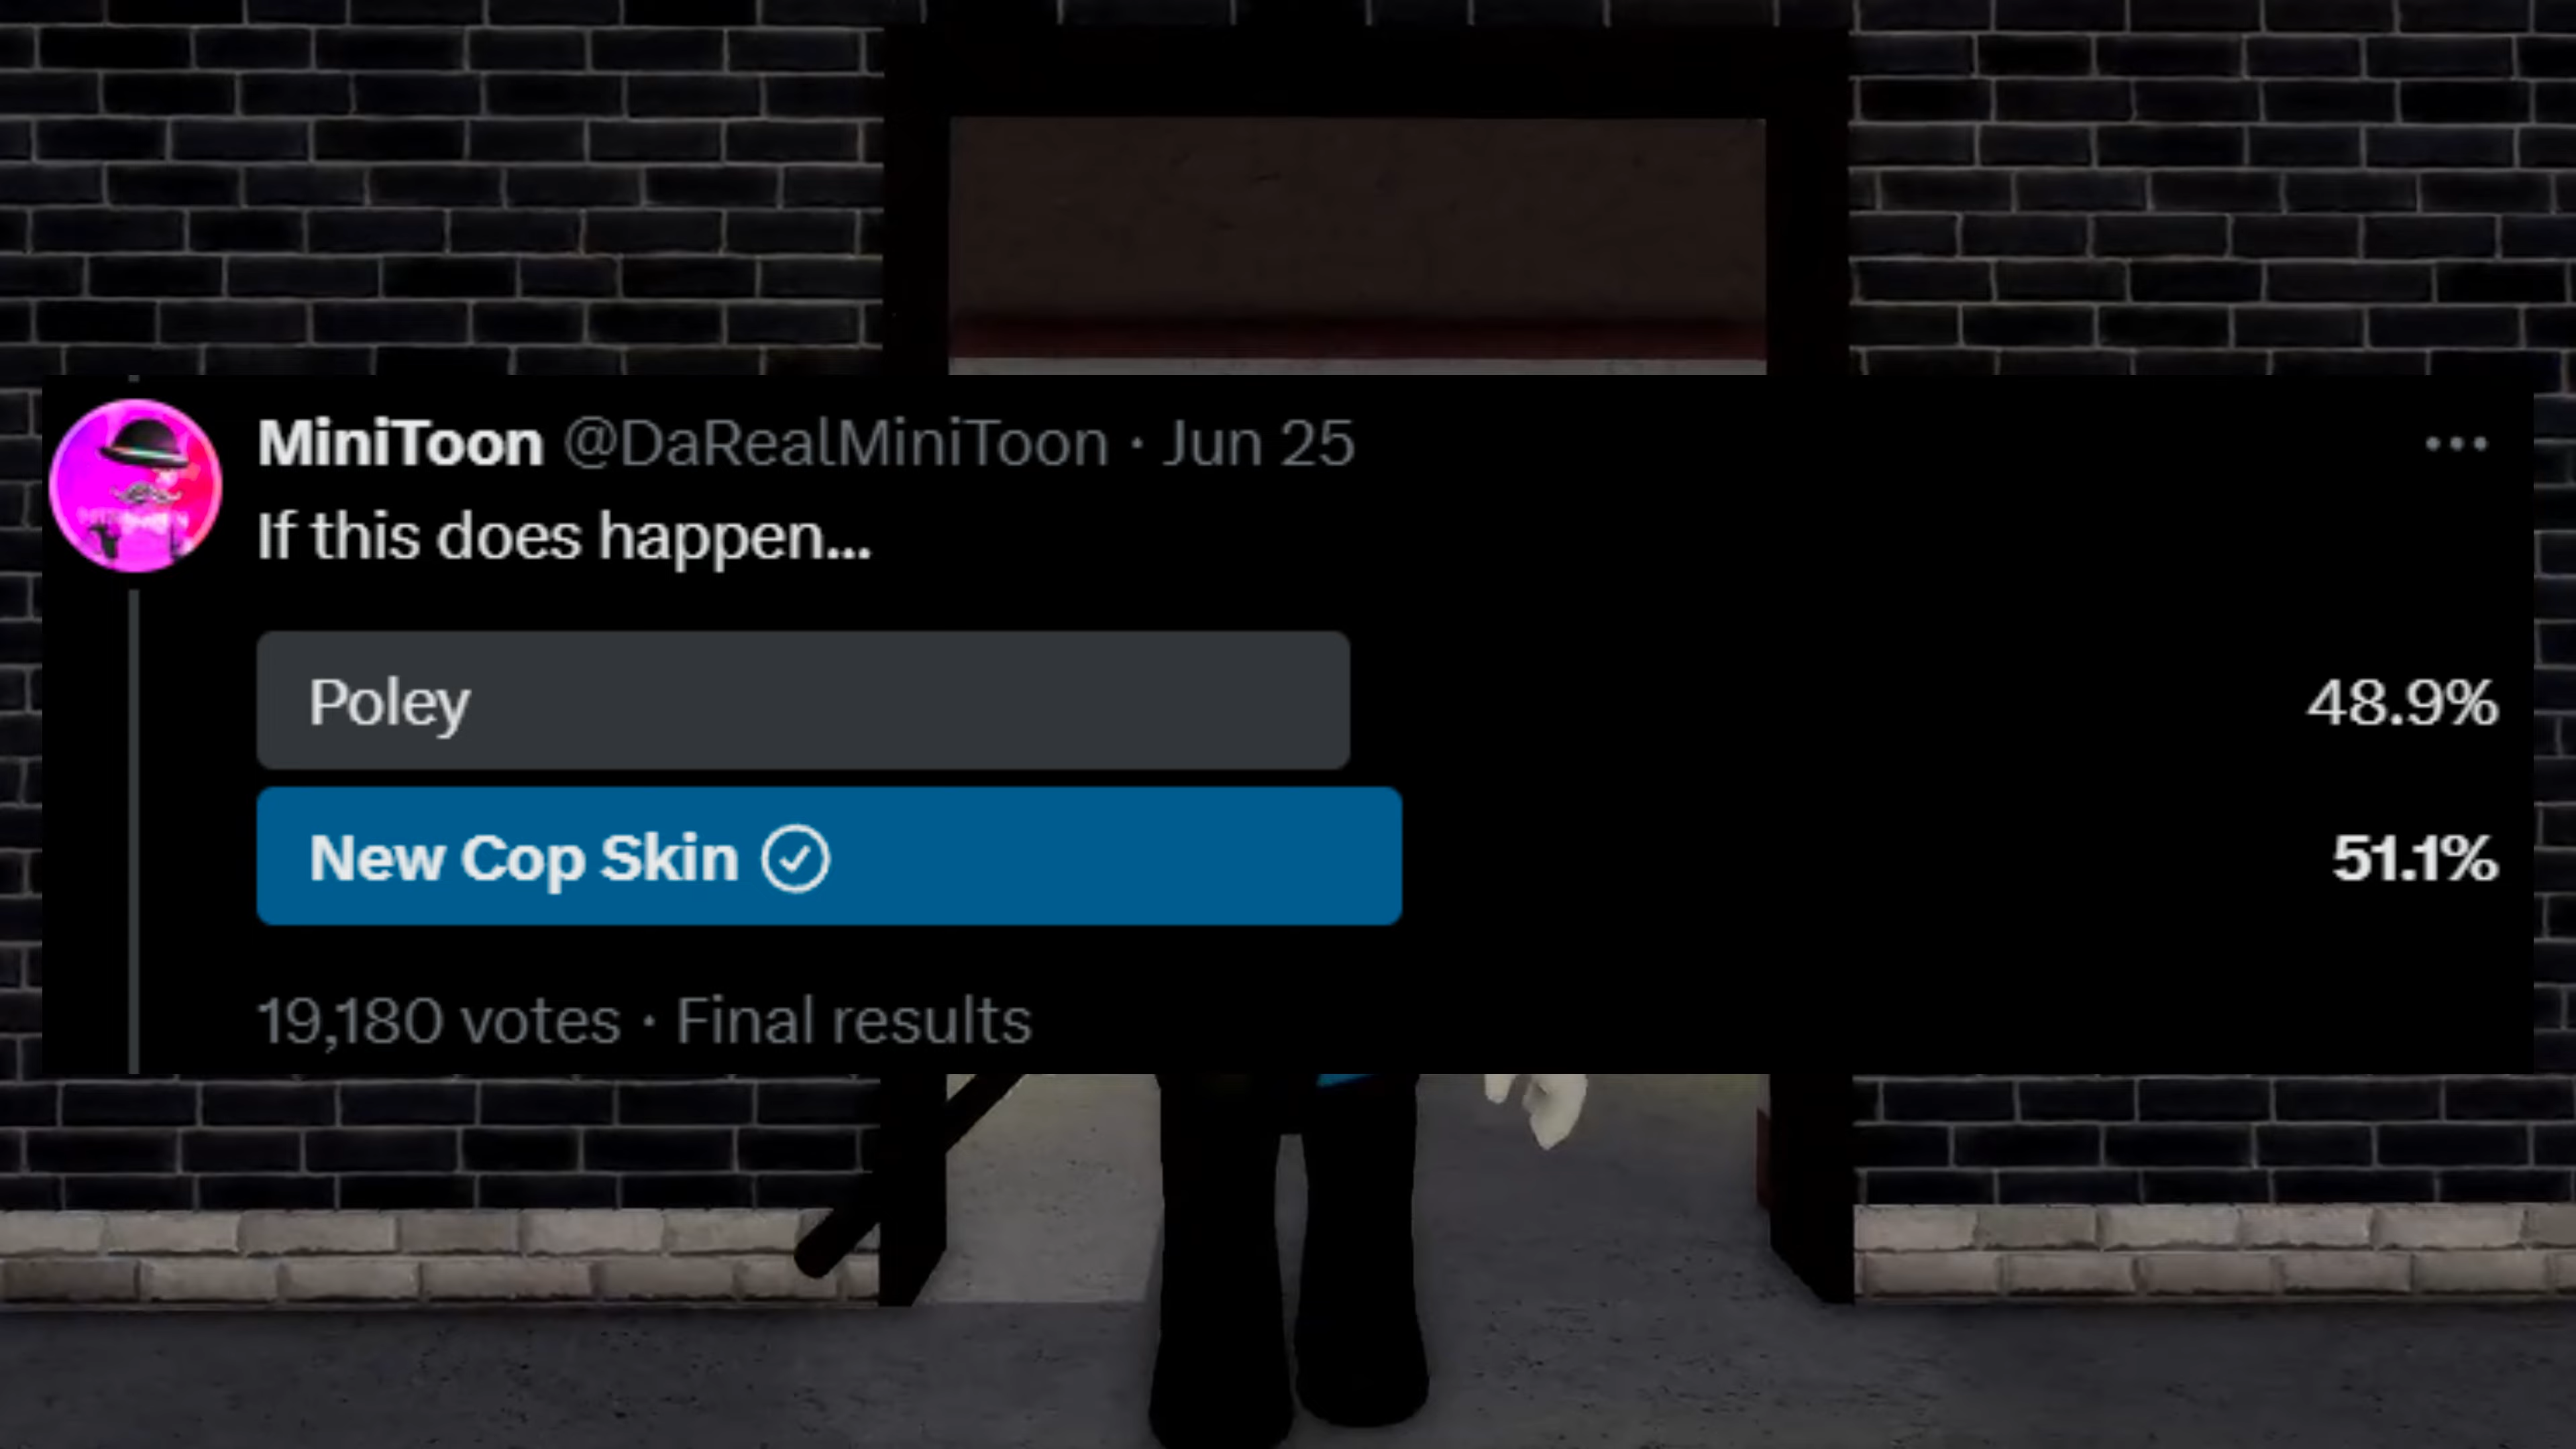 MiniToon @DaRealMiniToon · Jun 25
If this does happen...
Poley 48.9%
New Cop Skin 51.1%
19,180 votes · Final results